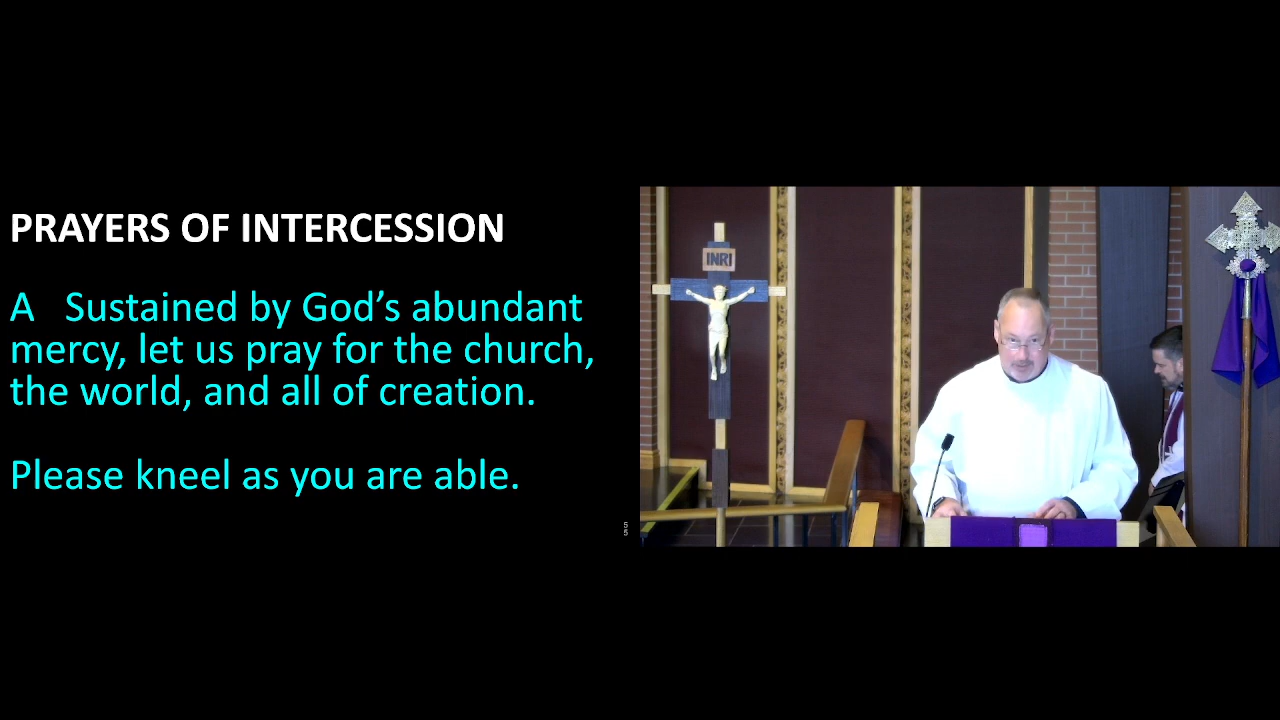 PRAYERS OF INTERCESSION
A Sustained by God’s abundant
mercy, let us pray for the church,
the world, and all of creation.
Please kneel as you are able.
55
INRI